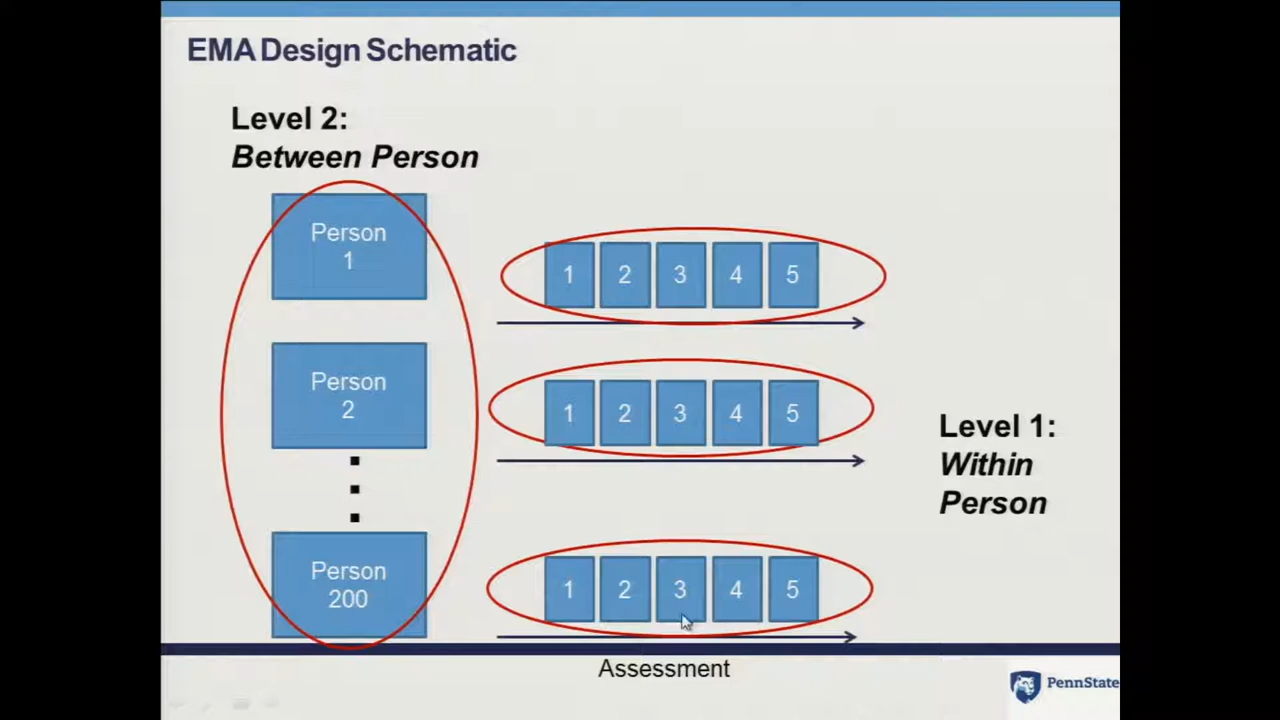 EMA Design Schematic
Level 2:
Between Person
Person
1
1 2 3 4 5
Person
2
1 2 3 4 5
Level 1:
Within
Person
Person
200
1 2 3 4 5
Assessment
PennState